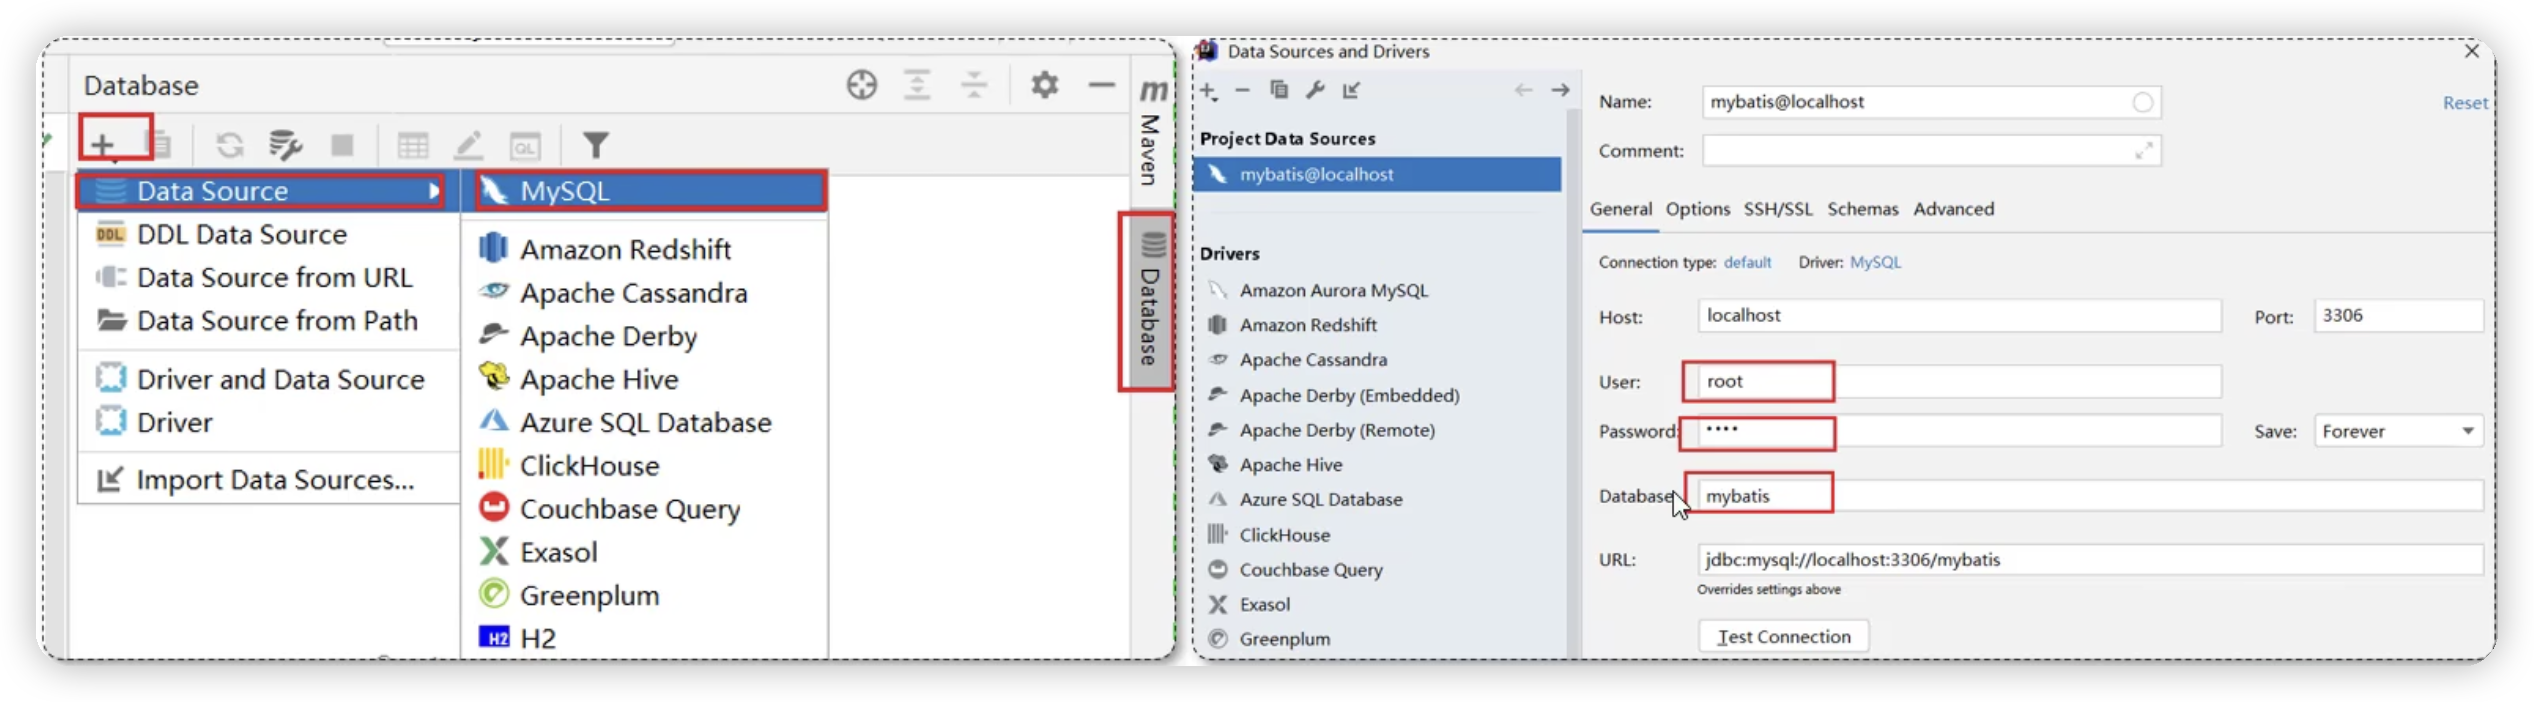 Database
m
Maven
Database
QL
Data Source
DDL DDL Data Source
Data Source from URL
Data Source from Path
Driver and Data Source
Driver
Import Data Sources...
MySQL
Amazon Redshift
Apache Cassandra
Apache Derby
Apache Hive
Azure SQL Database
ClickHouse
Couchbase Query
Exasol
Greenplum
H2 H2
Data Sources and Drivers
Project Data Sources
mybatis@localhost
Drivers
Amazon Aurora MySQL
Amazon Redshift
Apache Cassandra
Apache Derby (Embedded)
Apache Derby (Remote)
Apache Hive
Azure SQL Database
ClickHouse
Couchbase Query
Exasol
Greenplum
Name: mybatis@localhost Reset
Comment:
General Options SSH/SSL Schemas Advanced
Connection type: default Driver: MySQL
Host: localhost Port: 3306
User: root
Password: •••• Save: Forever
Database mybatis
URL: jdbc:mysql://localhost:3306/mybatis
Overrides settings above
Test Connection